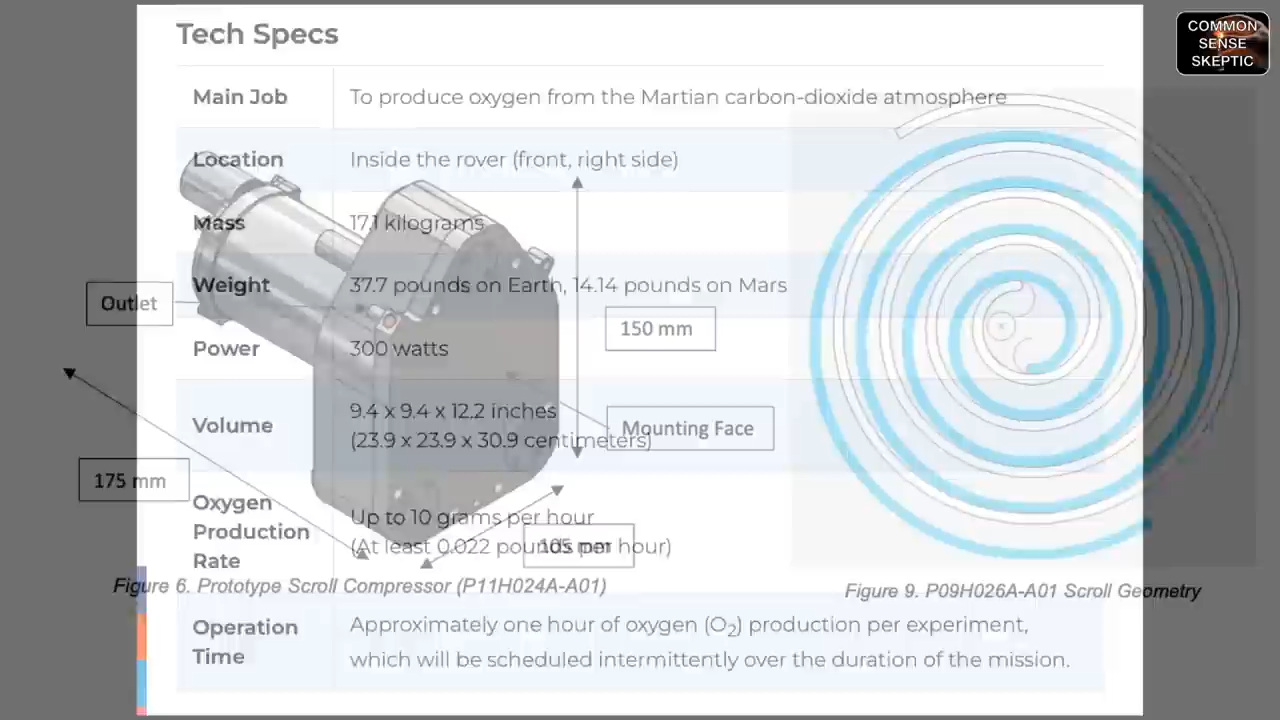 COMMON
SENSE
SKEPTIC
Tech Specs
Main Job
To produce oxygen from the Martian carbon-dioxide atmosphere
Location
Inside the rover (front, right side)
Mass
17.1 kilograms
Weight
37.7 pounds on Earth, 14.14 pounds on Mars
Outlet
150 mm
Power
300 watts
Volume
9.4 x 9.4 x 12.2 inches
(23.9 x 23.9 x 30.9 centimeters)
Mounting Face
175 mm
Oxygen
Production
Rate
Up to 10 grams per hour
(At least 0.022 pounds per hour)
105 mm
Figure 6. Prototype Scroll Compressor (P11H024A-A01)
Figure 9. P09H026A-A01 Scroll Geometry
Operation
Time
Approximately one hour of oxygen (O2) production per experiment,
which will be scheduled intermittently over the duration of the mission.